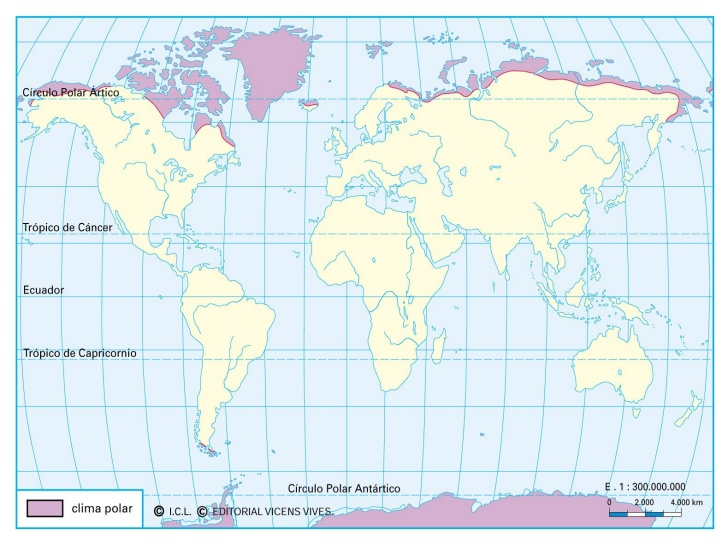 Círculo Polar Ártico
Trópico de Cáncer
Ecuador
Trópico de Capricornio
Círculo Polar Antártico
E . 1 : 300.000.000
0 2.000 4.000 km
clima polar
© I.C.L. © EDITORIAL VICENS VIVES.